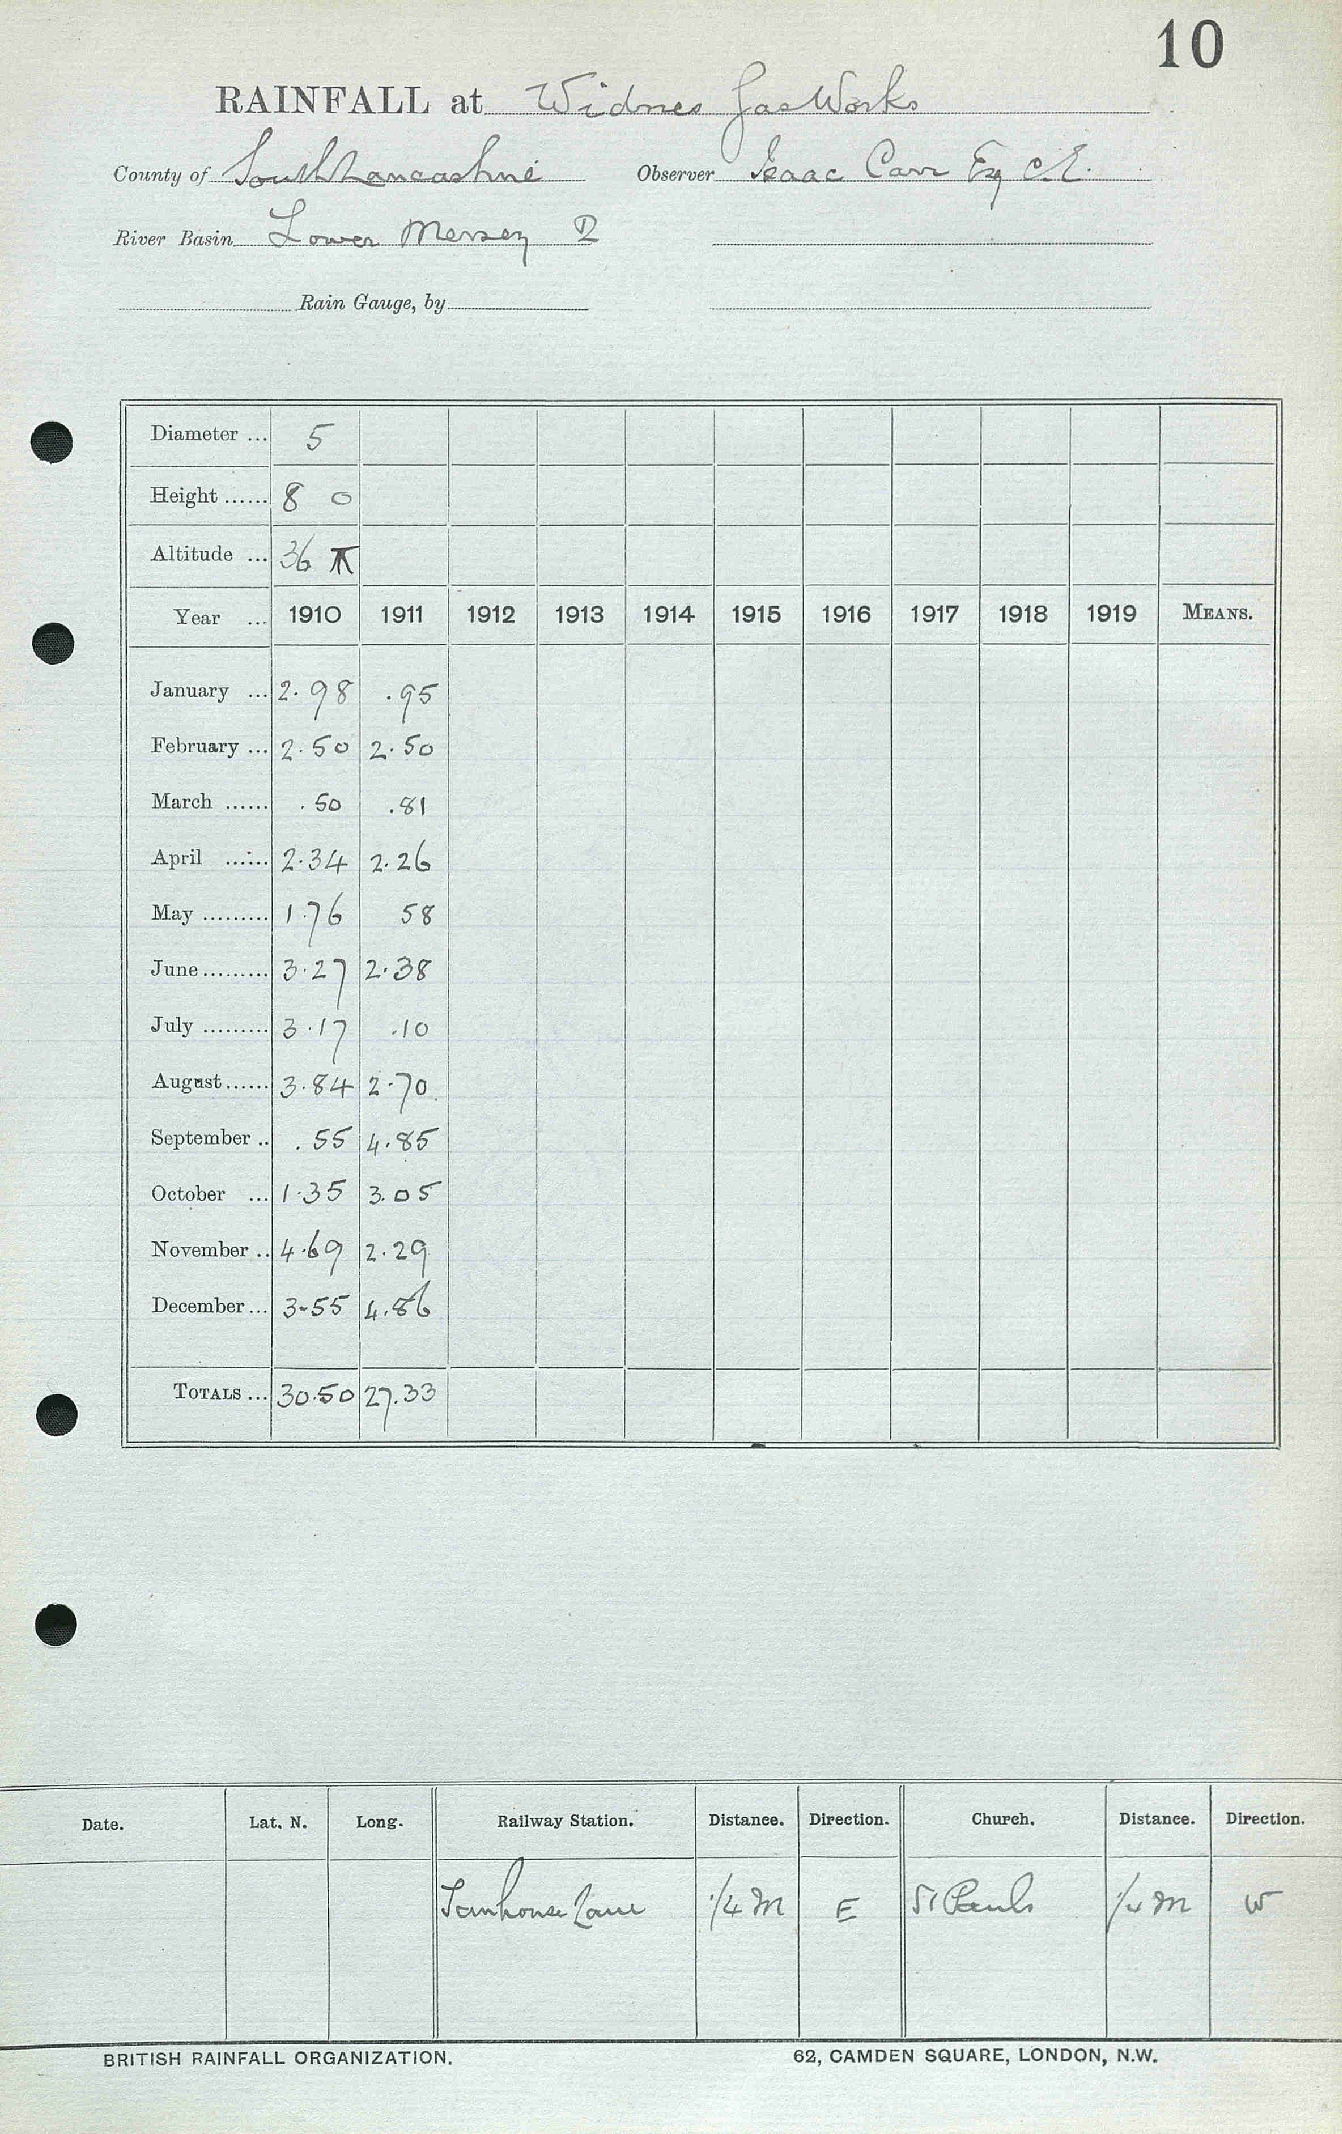 10
RAINFALL at Widnes Gas Works
County of South Lancashire Observer Isaac Carr Esq C.E.
River Basin Lower Mersey D
Rain Gauge, by
Diameter ... 5
Height ...... 8 0
Altitude ... 36
Year ... 1910 1911 1912 1913 1914 1915 1916 1917 1918 1919 MEANS.
January ... 2.98 .95
February ... 2.50 2.50
March ...... .50 .81
April ...... 2.34 2.26
May ......... 1.76 58
June ......... 3.27 2.38
July ......... 3.17 .10
August ...... 3.84 2.70
September .. .55 4.85
October ... 1.35 3.05
November .. 4.69 2.29
December ... 3.55 4.86
TOTALS ... 30.50 27.33
Date. Lat. N. Long. Railway Station. Distance. Direction. Church. Distance. Direction.
Tanhouse Lane 1/4 M E St Pauls 1/4 M W
BRITISH RAINFALL ORGANIZATION. 62, CAMDEN SQUARE, LONDON, N.W.